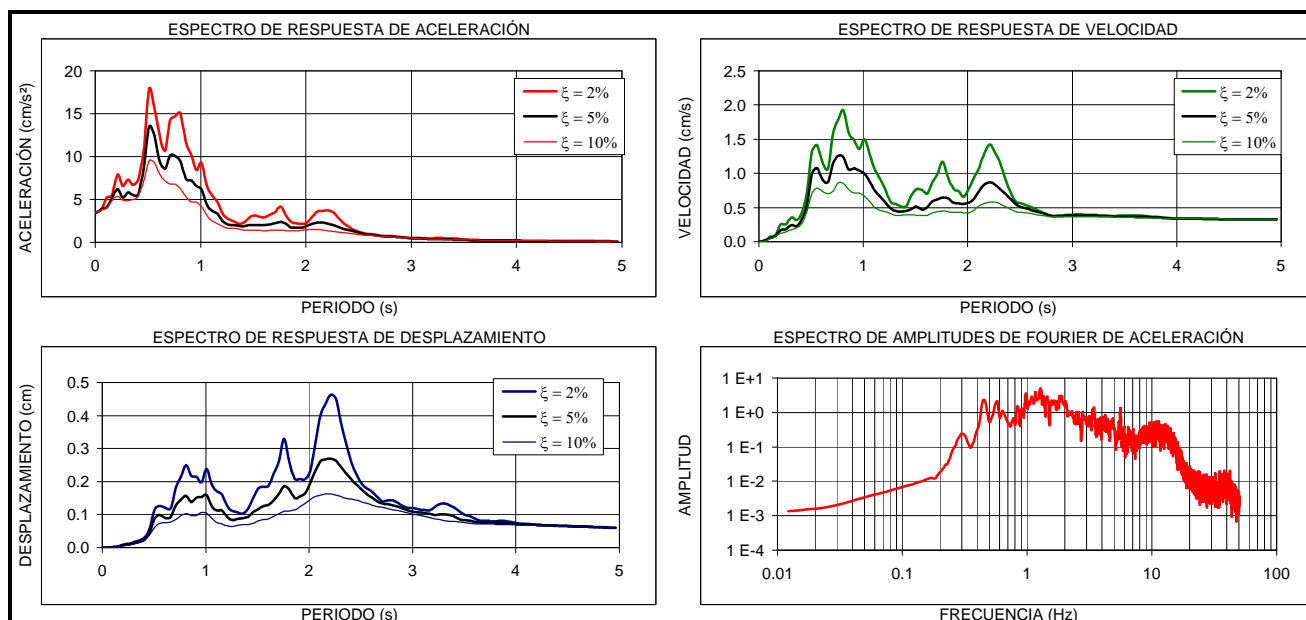 ESPECTRO DE RESPUESTA DE ACELERACIÓN
ACELERACIÓN (cm/s²)
20
15
10
5
0
0 1 2 3 4 5
PERIODO (s)
ξ = 2%
ξ = 5%
ξ = 10%
ESPECTRO DE RESPUESTA DE VELOCIDAD
VELOCIDAD (cm/s)
2.5
2.0
1.5
1.0
0.5
0.0
0 1 2 3 4 5
PERIODO (s)
ξ = 2%
ξ = 5%
ξ = 10%
ESPECTRO DE RESPUESTA DE DESPLAZAMIENTO
DESPLAZAMIENTO (cm)
0.5
0.4
0.3
0.2
0.1
0.0
0 1 2 3 4 5
PERIODO (s)
ξ = 2%
ξ = 5%
ξ = 10%
ESPECTRO DE AMPLITUDES DE FOURIER DE ACELERACIÓN
AMPLITUD
1 E+1
1 E+0
1 E-1
1 E-2
1 E-3
1 E-4
0.01 0.1 1 10 100
FRECUENCIA (Hz)